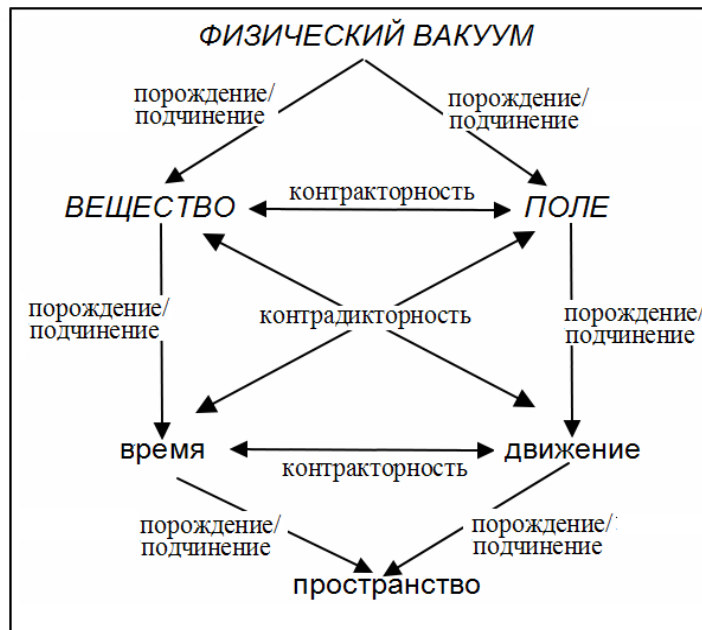 ФИЗИЧЕСКИЙ ВАКУУМ
порождение/
подчинение
порождение/
подчинение
ВЕЩЕСТВО
контракторность
ПОЛЕ
порождение/
подчинение
контрадикторность
порождение/
подчинение
время
контракторность
движение
порождение/
подчинение
порождение/
подчинение
пространство